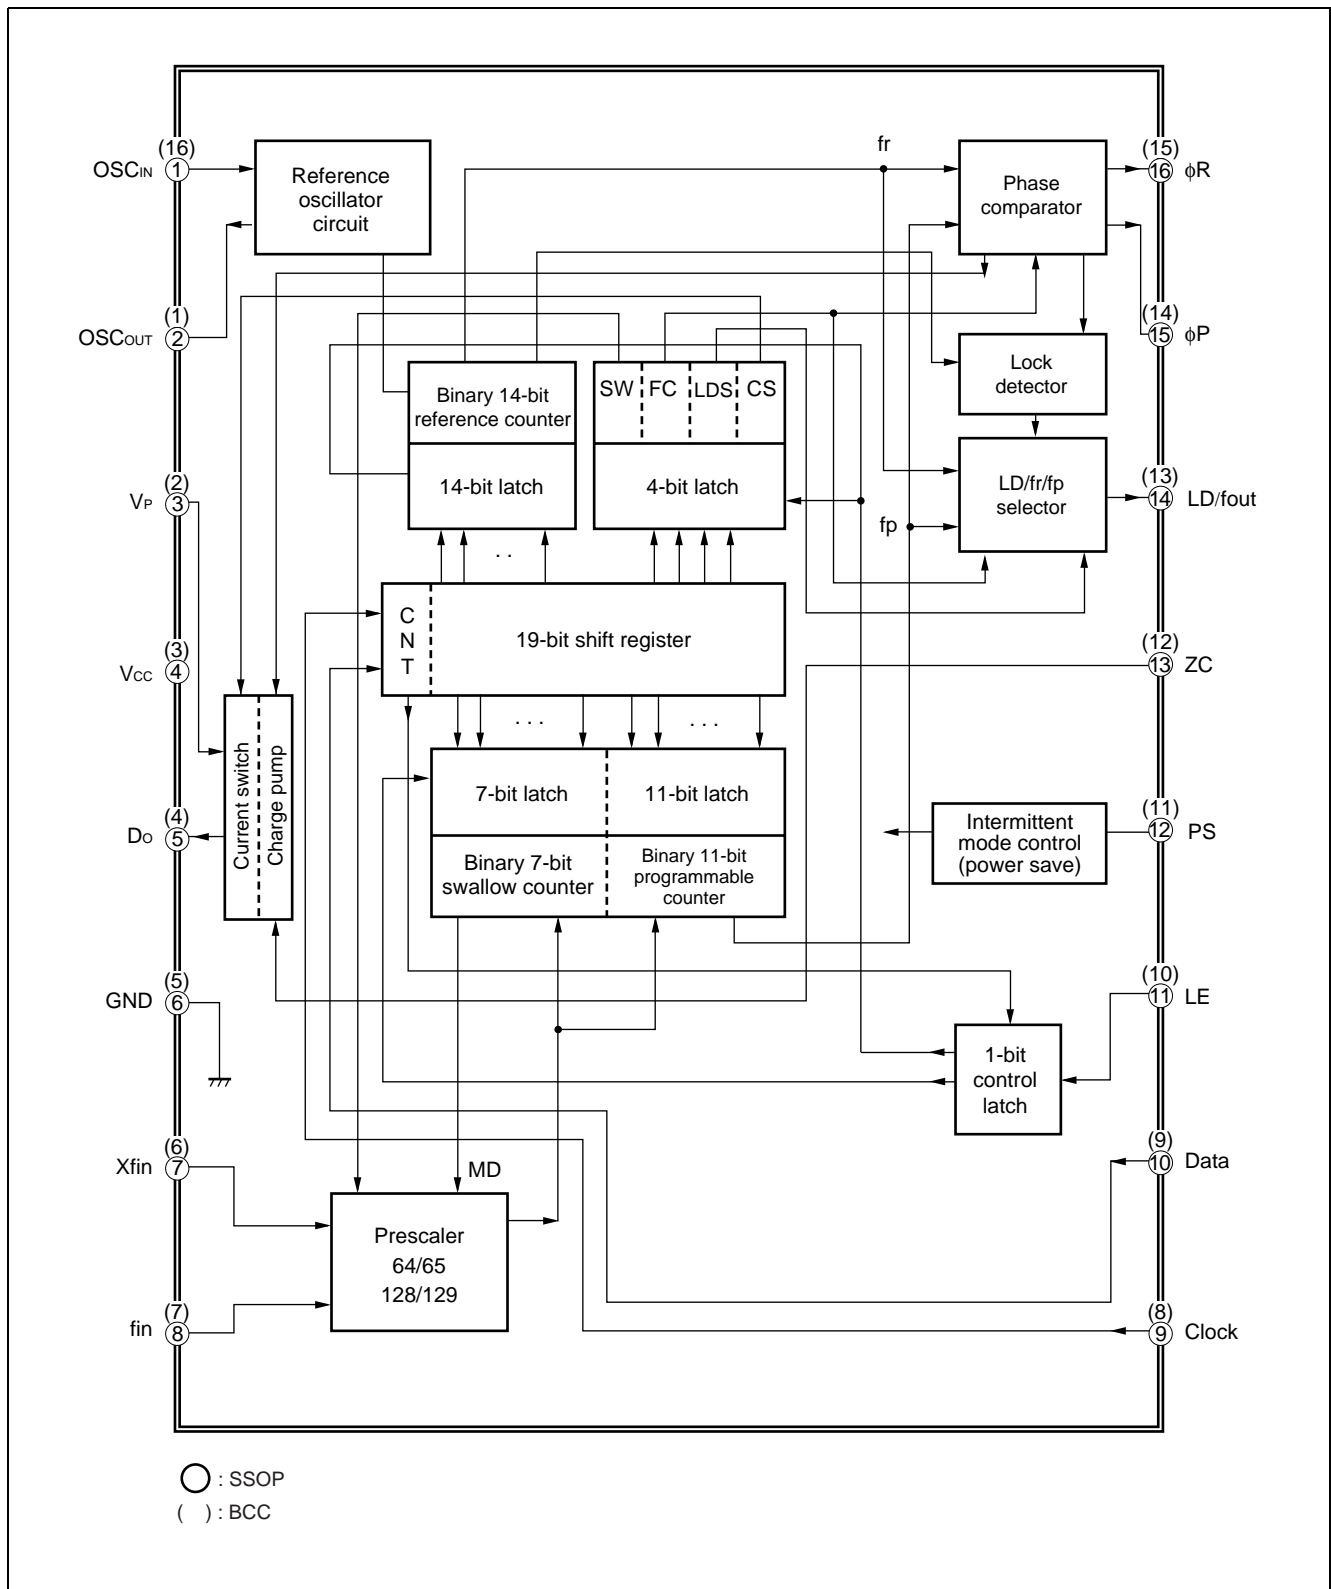 (16)
OSCIN 1
Reference
oscillator
circuit
fr
Phase
comparator
(15)
16 ϕR
(1)
OSCOUT 2
(14)
15 ϕP
Lock
detector
Binary 14-bit
reference counter
SW FC LDS CS
14-bit latch
4-bit latch
LD/fr/fp
selector
(13)
14 LD/fout
(2)
VP 3
fp
. .
C
N
T
19-bit shift register
(3)
VCC 4
(12)
13 ZC
. . . . . .
Current switch
Charge pump
7-bit latch 11-bit latch
(4)
DO 5
Binary 7-bit
swallow counter
Binary 11-bit
programmable
counter
Intermittent
mode control
(power save)
(11)
12 PS
(5)
GND 6
(10)
11 LE
1-bit
control
latch
(6)
Xfin 7
MD
(9)
10 Data
Prescaler
64/65
128/129
(7)
fin 8
(8)
9 Clock
: SSOP
( ) : BCC